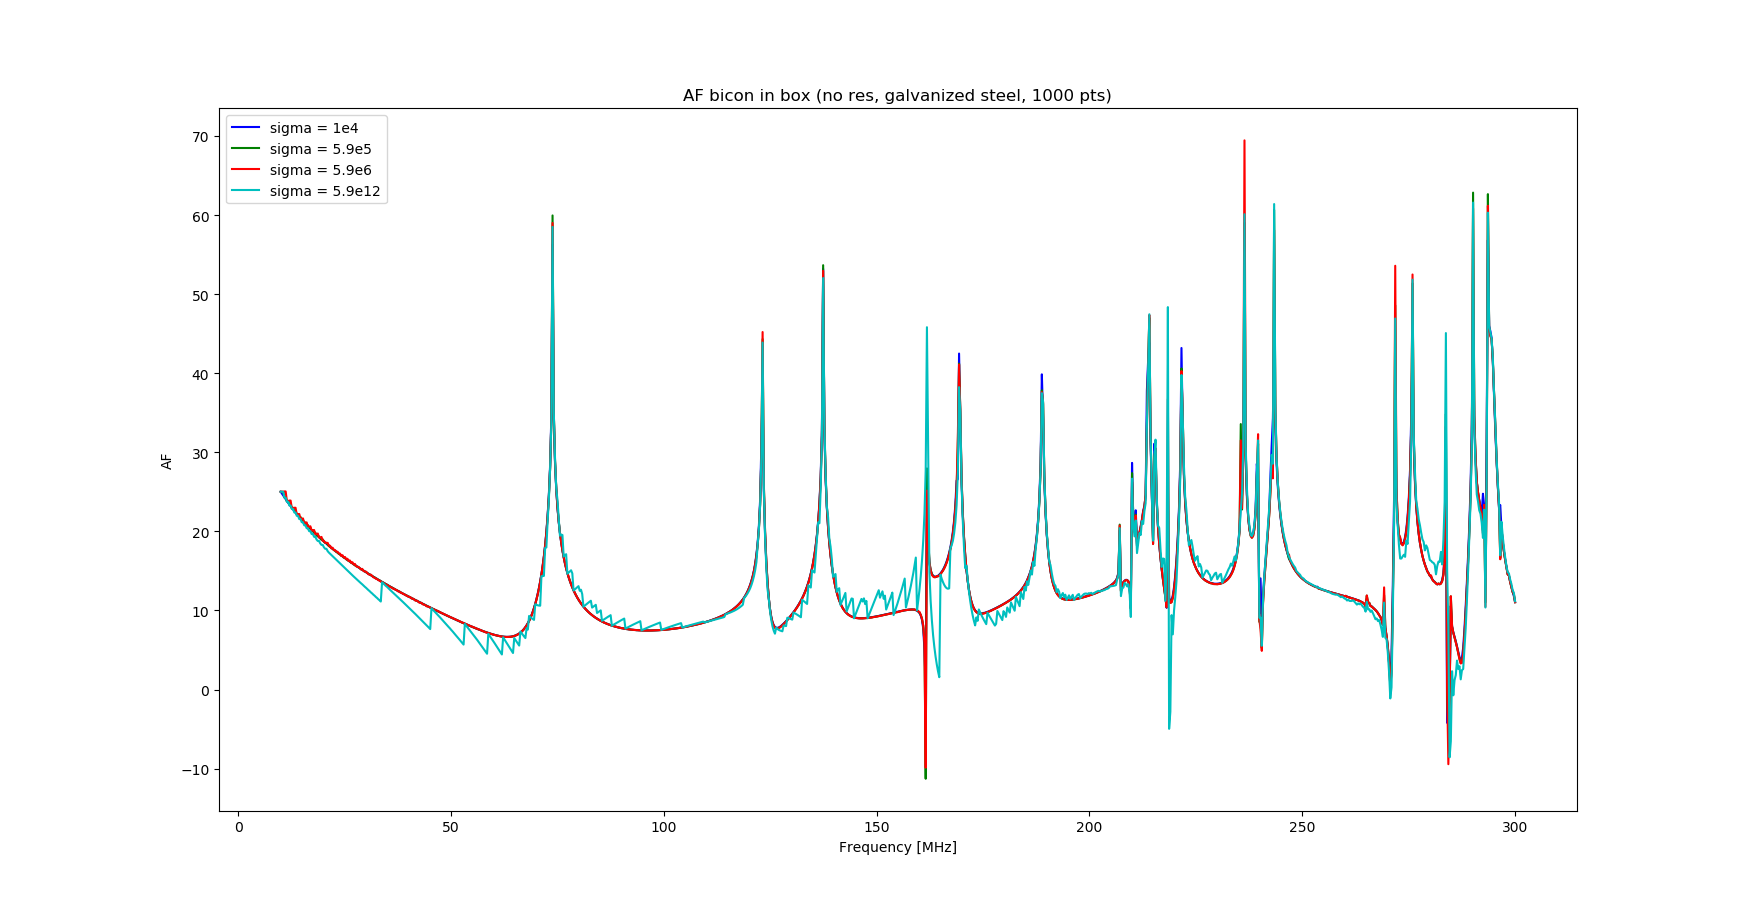 AF bicon in box (no res, galvanized steel, 1000 pts)
sigma = 1e4
sigma = 5.9e5
sigma = 5.9e6
sigma = 5.9e12
70
60
50
40
30
20
10
0
−10
AF
0 50 100 150 200 250 300
Frequency [MHz]